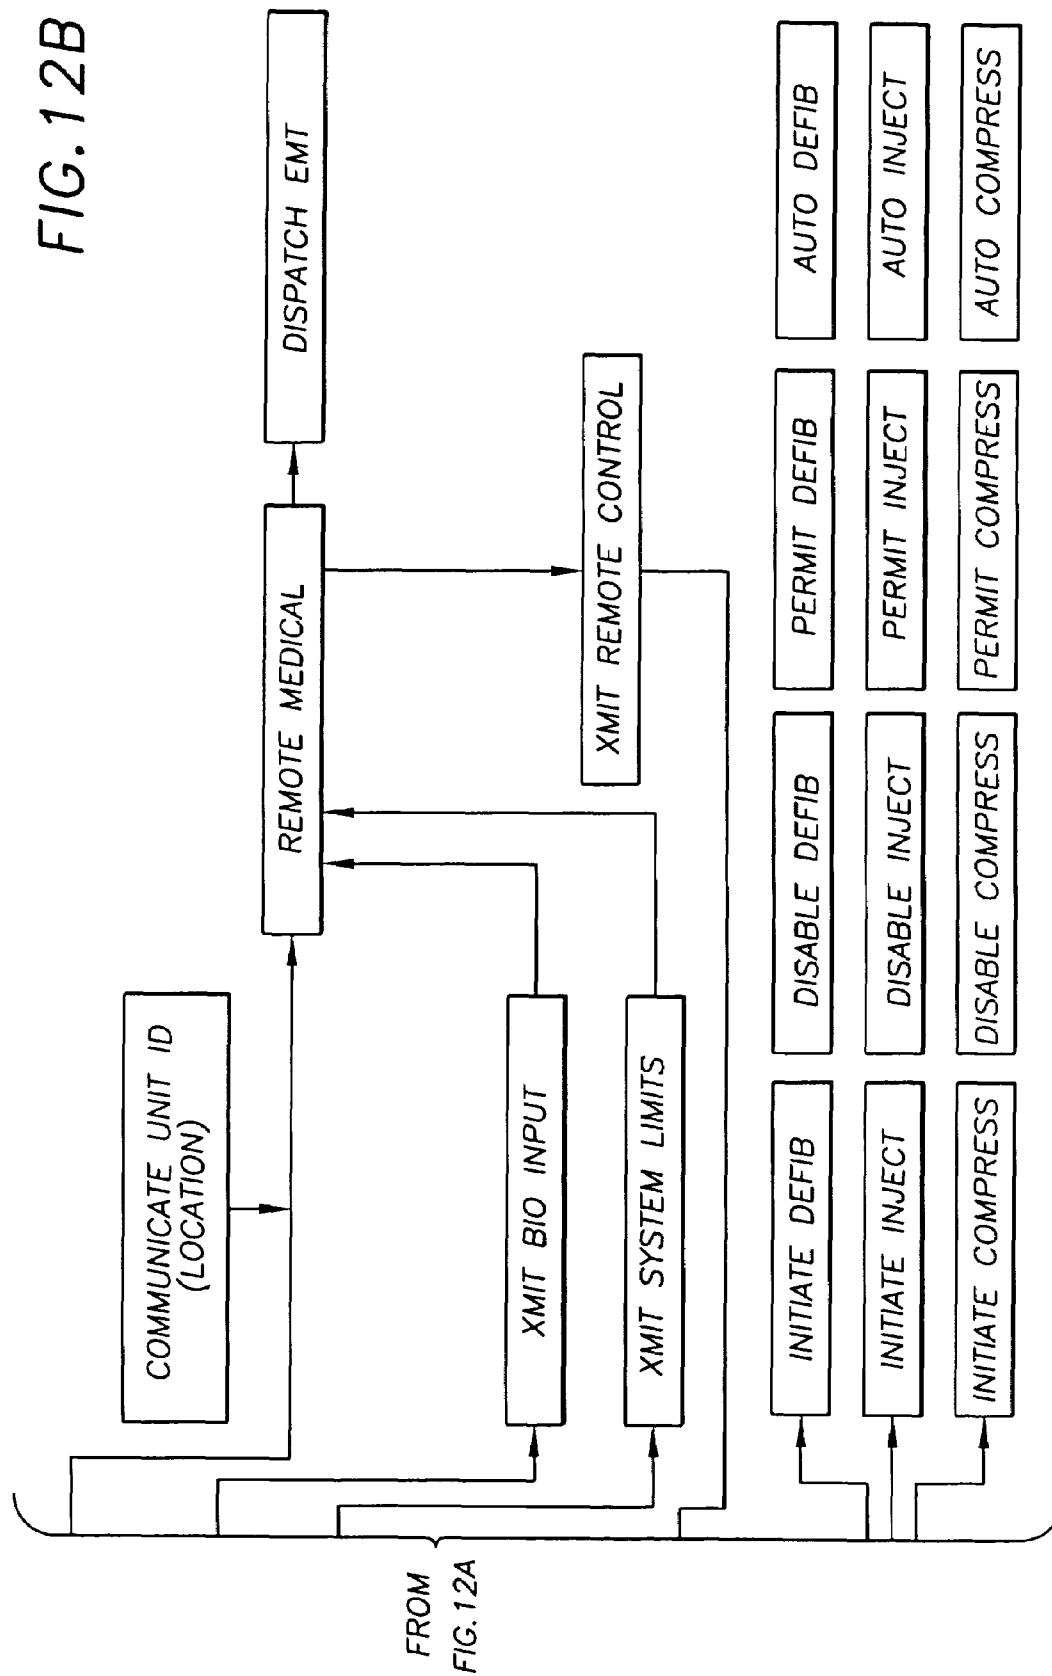 FIG. 12B
COMMUNICATE UNIT ID
(LOCATION)
REMOTE MEDICAL
DISPATCH EMT
XMIT BIO INPUT
XMIT REMOTE CONTROL
XMIT SYSTEM LIMITS
FROM
FIG. 12A
INITIATE DEFIB
DISABLE DEFIB
PERMIT DEFIB
AUTO DEFIB
INITIATE INJECT
DISABLE INJECT
PERMIT INJECT
AUTO INJECT
INITIATE COMPRESS
DISABLE COMPRESS
PERMIT COMPRESS
AUTO COMPRESS